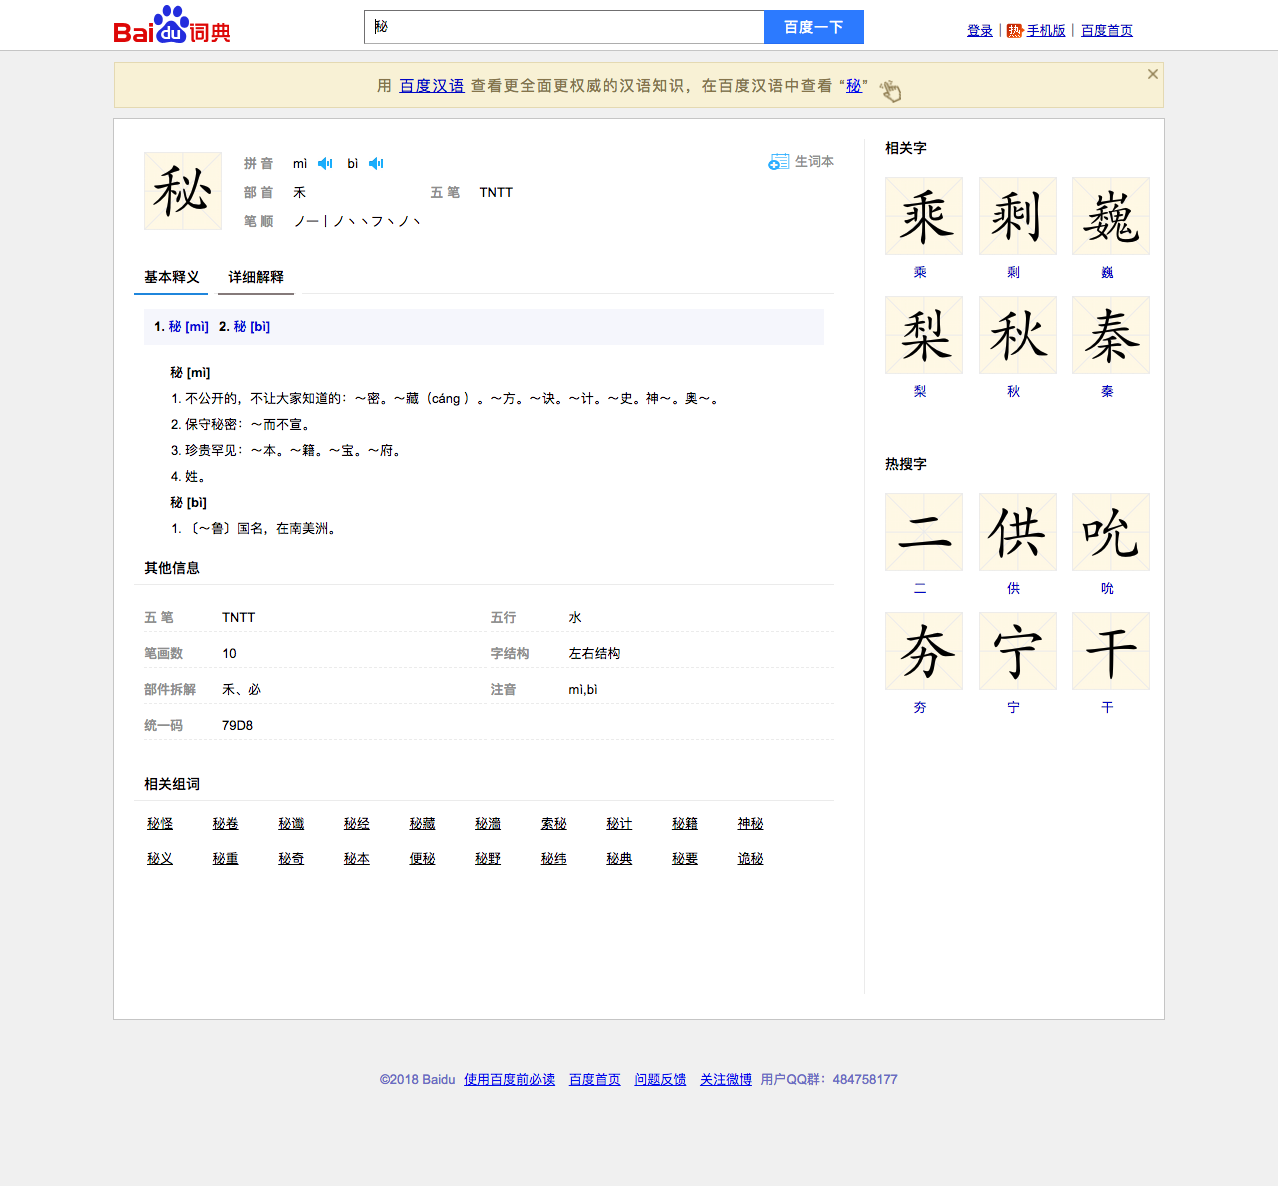 Baidu词典
秘
百度一下
登录 | 热 手机版 | 百度首页
用 百度汉语 查看更全面更权威的汉语知识，在百度汉语中查看 “秘”
秘
拼 音 mì bì
生词本
部 首 禾 五 笔 TNTT
笔 顺 ノ一丨ノ丶丶フ丶ノ丶
基本释义 详细解释
1. 秘 [mì] 2. 秘 [bì]
秘 [mì]
1. 不公开的，不让大家知道的：～密。～藏（cáng ）。～方。～诀。～计。～史。神～。奥～。
2. 保守秘密：～而不宣。
3. 珍贵罕见：～本。～籍。～宝。～府。
4. 姓。
秘 [bì]
1. 〔～鲁〕国名，在南美洲。
其他信息
五 笔 TNTT 五行 水
笔画数 10 字结构 左右结构
部件拆解 禾、必 注音 mì,bì
统一码 79D8
相关组词
秘怪 秘卷 秘谶 秘经 秘藏 秘濇 索秘 秘计 秘籍 神秘
秘义 秘重 秘奇 秘本 便秘 秘野 秘纬 秘典 秘要 诡秘
相关字
乘 剩 巍
乘 剩 巍
梨 秋 秦
梨 秋 秦
热搜字
二 供 吮
二 供 吮
夯 宁 干
夯 宁 干
©2018 Baidu 使用百度前必读 百度首页 问题反馈 关注微博 用户QQ群：484758177